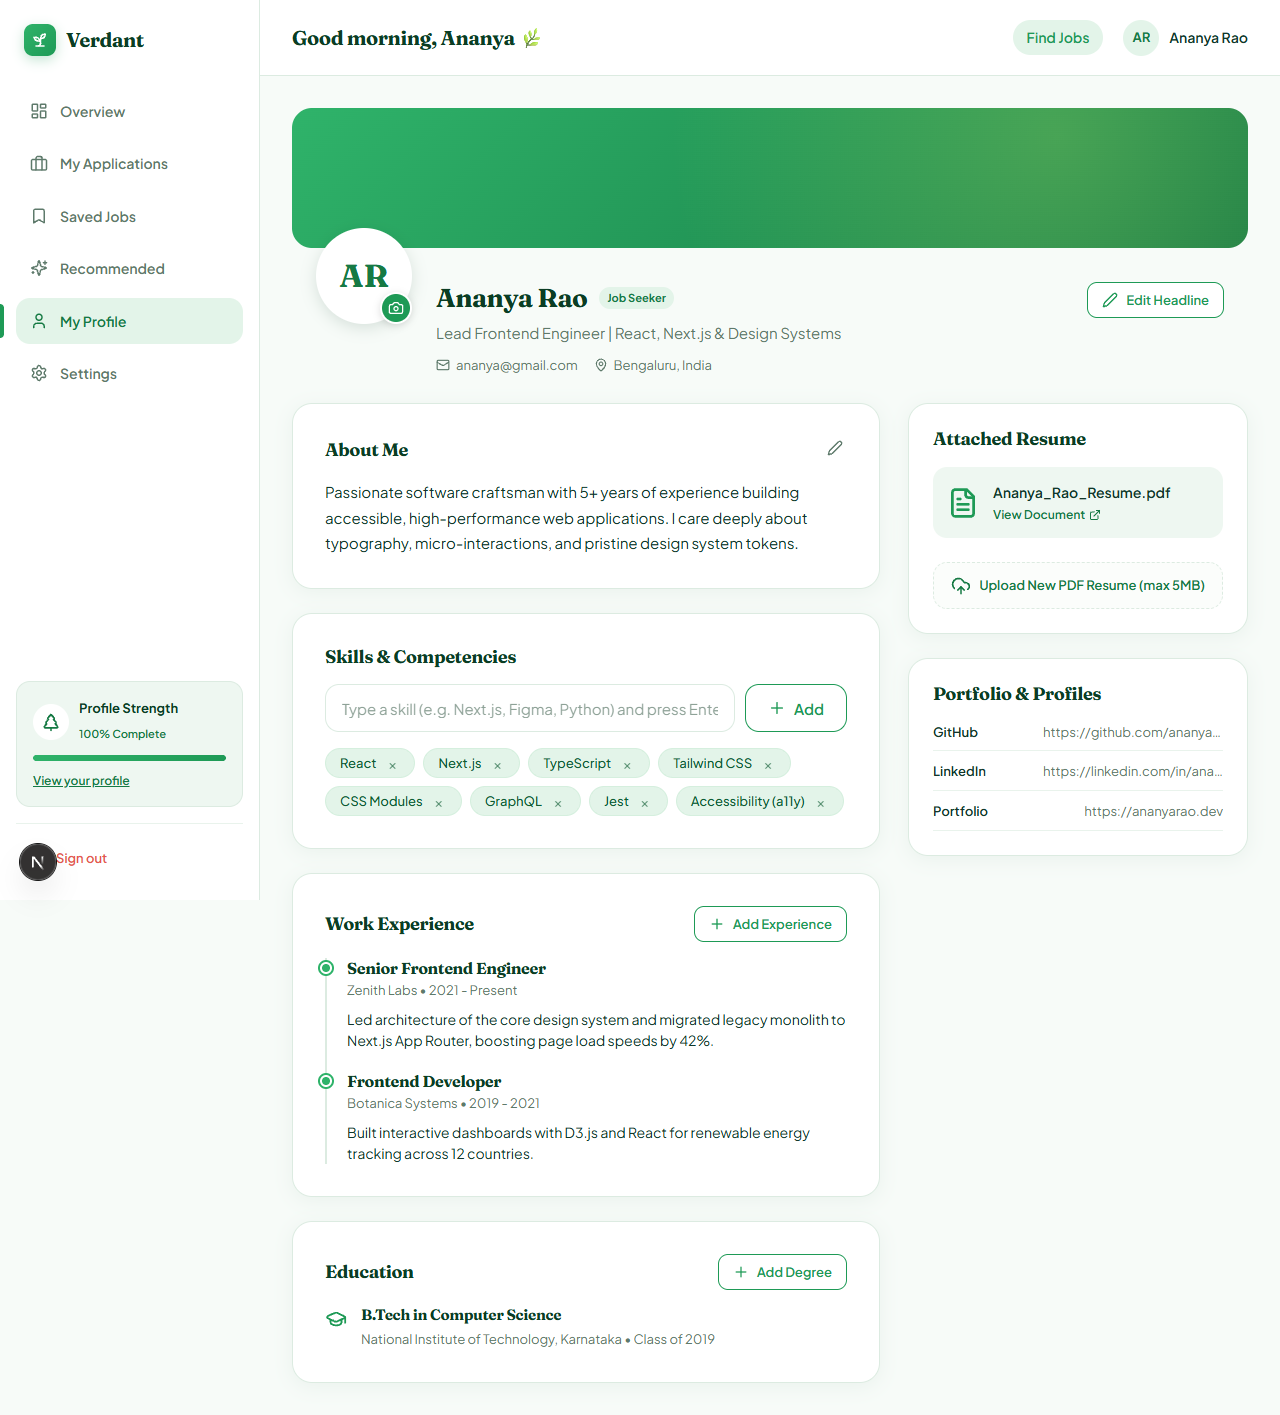 Verdant
Good morning, Ananya
Find Jobs
AR
Ananya Rao
Overview
My Applications
Saved Jobs
Recommended
My Profile
Settings
Profile Strength
100% Complete
View your profile
N
Sign out
AR
Ananya Rao
Job Seeker
Edit Headline
Lead Frontend Engineer | React, Next.js & Design Systems
ananya@gmail.com
Bengaluru, India
About Me
Passionate software craftsman with 5+ years of experience building
accessible, high-performance web applications. I care deeply about
typography, micro-interactions, and pristine design system tokens.
Skills & Competencies
Type a skill (e.g. Next.js, Figma, Python) and press Ente
+ Add
React ×
Next.js ×
TypeScript ×
Tailwind CSS ×
CSS Modules ×
GraphQL ×
Jest ×
Accessibility (a11y) ×
Work Experience
+ Add Experience
Senior Frontend Engineer
Zenith Labs • 2021 - Present
Led architecture of the core design system and migrated legacy monolith to
Next.js App Router, boosting page load speeds by 42%.
Frontend Developer
Botanica Systems • 2019 - 2021
Built interactive dashboards with D3.js and React for renewable energy
tracking across 12 countries.
Education
+ Add Degree
B.Tech in Computer Science
National Institute of Technology, Karnataka • Class of 2019
Attached Resume
Ananya_Rao_Resume.pdf
View Document
Upload New PDF Resume (max 5MB)
Portfolio & Profiles
GitHub
https://github.com/ananya...
LinkedIn
https://linkedin.com/in/ana...
Portfolio
https://ananyarao.dev